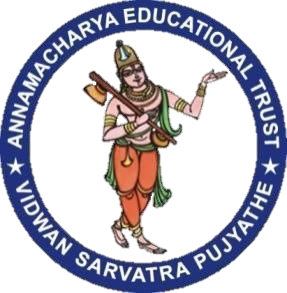 ANNAMACHARYA EDUCATIONAL TRUST
VIDWAN SARVATRA PUJYATHE